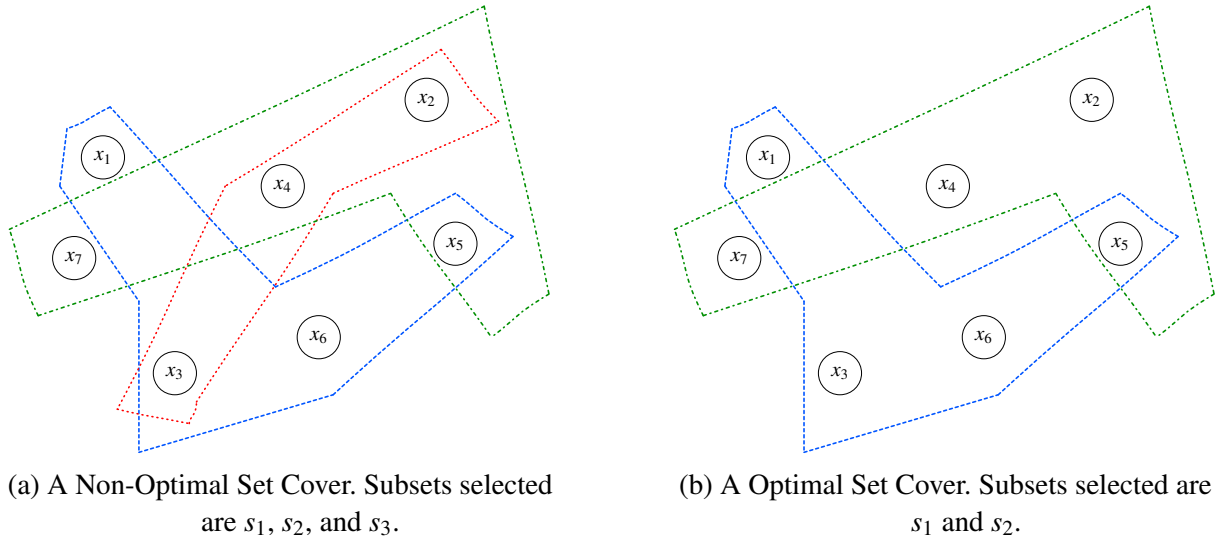 x2
x1
x4
x5
x7
x6
x3
(a) A Non-Optimal Set Cover. Subsets selected
are s1, s2, and s3.
x2
x1
x4
x5
x7
x6
x3
(b) A Optimal Set Cover. Subsets selected are
s1 and s2.